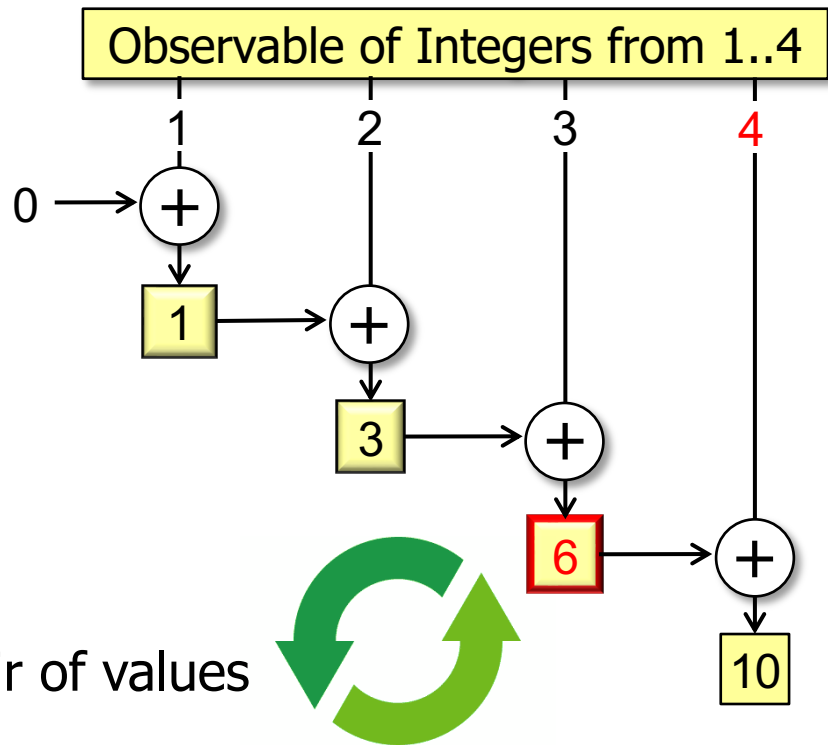 Observable of Integers from 1..4
1 2 3 4
0 +
1 +
3 +
6 +
r of values
10